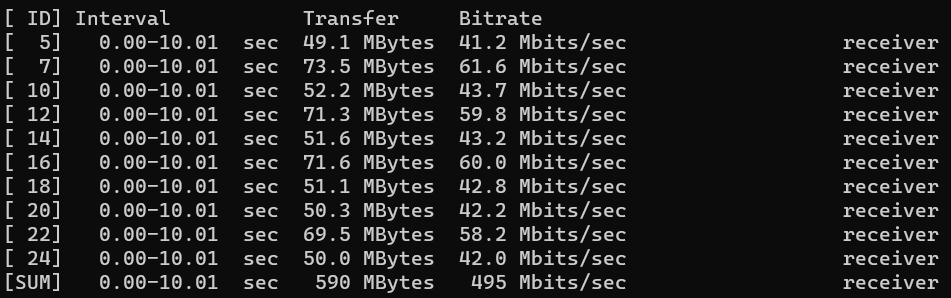 [ ID] Interval           Transfer     Bitrate
[  5]   0.00-10.01  sec  49.1 MBytes  41.2 Mbits/sec                  receiver
[  7]   0.00-10.01  sec  73.5 MBytes  61.6 Mbits/sec                  receiver
[ 10]   0.00-10.01  sec  52.2 MBytes  43.7 Mbits/sec                  receiver
[ 12]   0.00-10.01  sec  71.3 MBytes  59.8 Mbits/sec                  receiver
[ 14]   0.00-10.01  sec  51.6 MBytes  43.2 Mbits/sec                  receiver
[ 16]   0.00-10.01  sec  71.6 MBytes  60.0 Mbits/sec                  receiver
[ 18]   0.00-10.01  sec  51.1 MBytes  42.8 Mbits/sec                  receiver
[ 20]   0.00-10.01  sec  50.3 MBytes  42.2 Mbits/sec                  receiver
[ 22]   0.00-10.01  sec  69.5 MBytes  58.2 Mbits/sec                  receiver
[ 24]   0.00-10.01  sec  50.0 MBytes  42.0 Mbits/sec                  receiver
[SUM]   0.00-10.01  sec   590 MBytes   495 Mbits/sec                  receiver